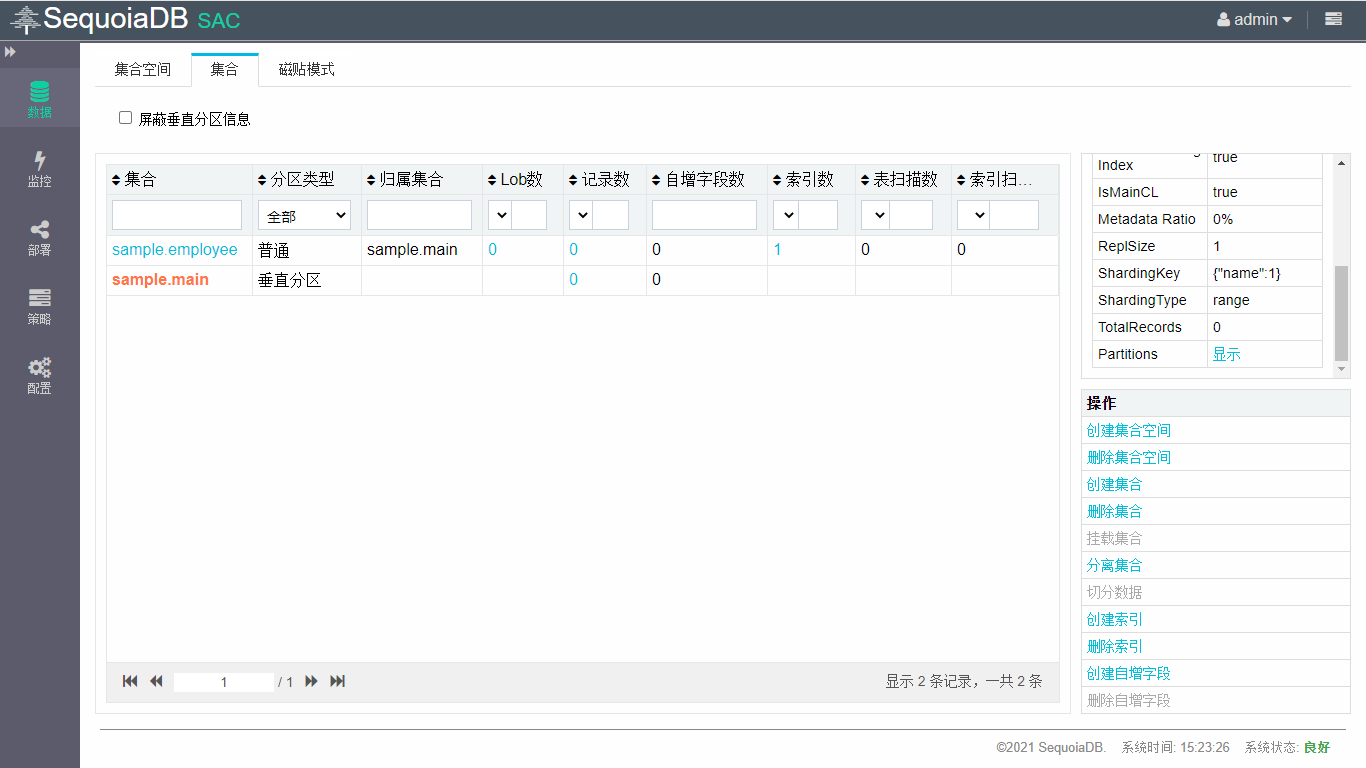 SequoiaDB SAC
admin
数据
监控
部署
策略
配置
集合空间 集合 磁贴模式
屏蔽垂直分区信息
集合 分区类型 归属集合 Lob数 记录数 自增字段数 索引数 表扫描数 索引扫...
全部
sample.employee 普通 sample.main 0 0 0 1 0 0
sample.main 垂直分区 0 0
1 / 1 显示 2 条记录，一共 2 条
Index true
IsMainCL true
Metadata Ratio 0%
ReplSize 1
ShardingKey {"name":1}
ShardingType range
TotalRecords 0
Partitions 显示
操作
创建集合空间
删除集合空间
创建集合
删除集合
挂载集合
分离集合
切分数据
创建索引
删除索引
创建自增字段
删除自增字段
©2021 SequoiaDB. 系统时间: 15:23:26 系统状态: 良好